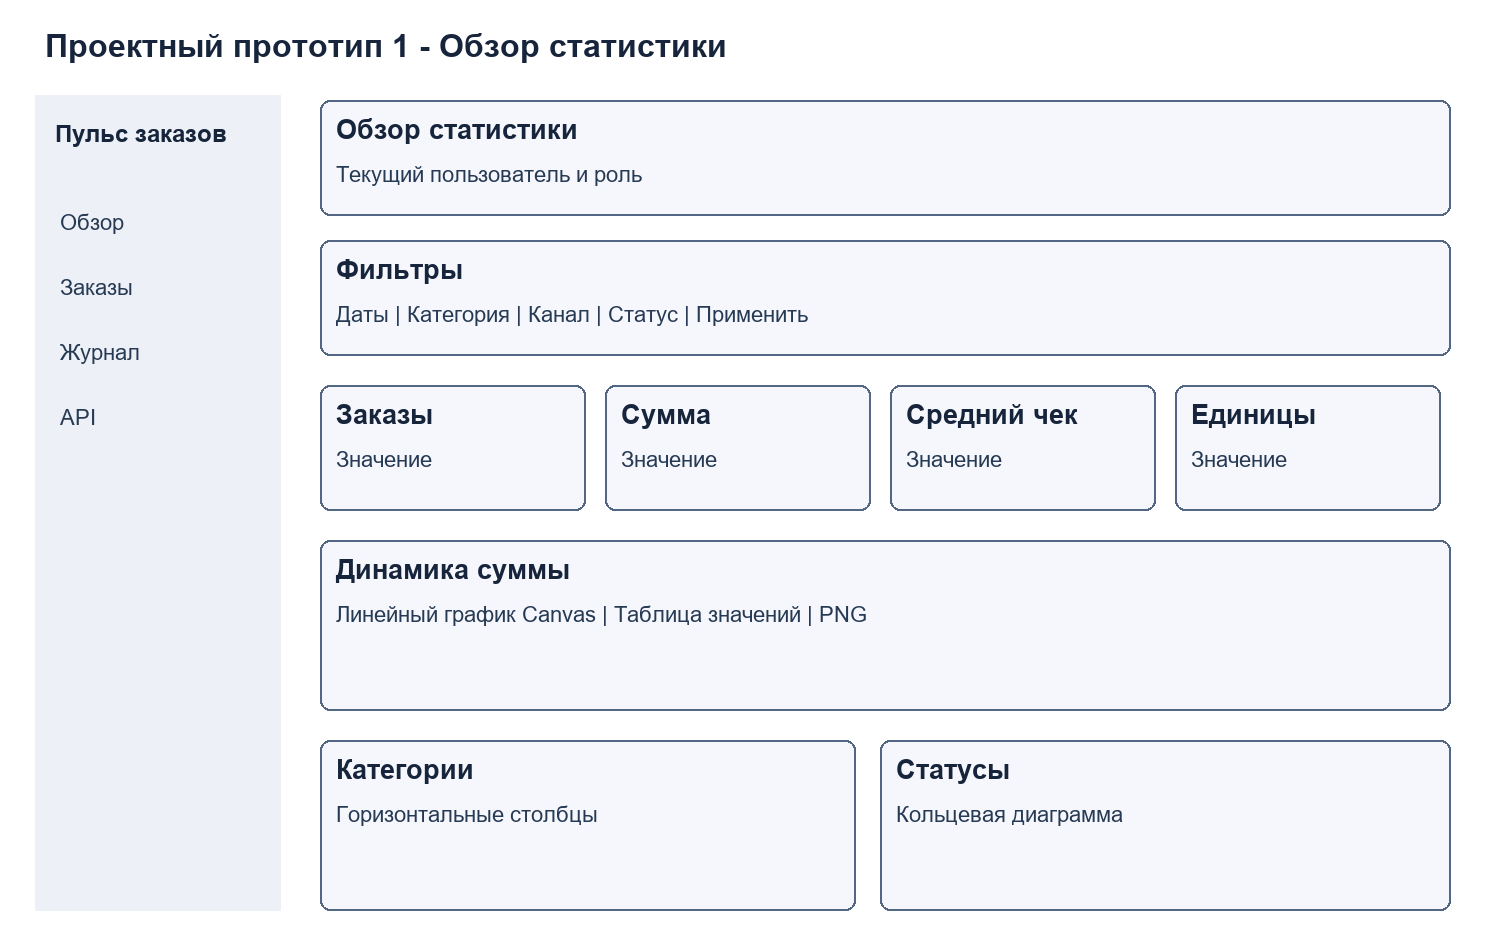 Проектный прототип 1 - Обзор статистики
Пульс заказов
Обзор
Заказы
Журнал
API
Обзор статистики
Текущий пользователь и роль
Фильтры
Даты | Категория | Канал | Статус | Применить
Заказы
Значение
Сумма
Значение
Средний чек
Значение
Единицы
Значение
Динамика суммы
Линейный график Canvas | Таблица значений | PNG
Категории
Горизонтальные столбцы
Статусы
Кольцевая диаграмма